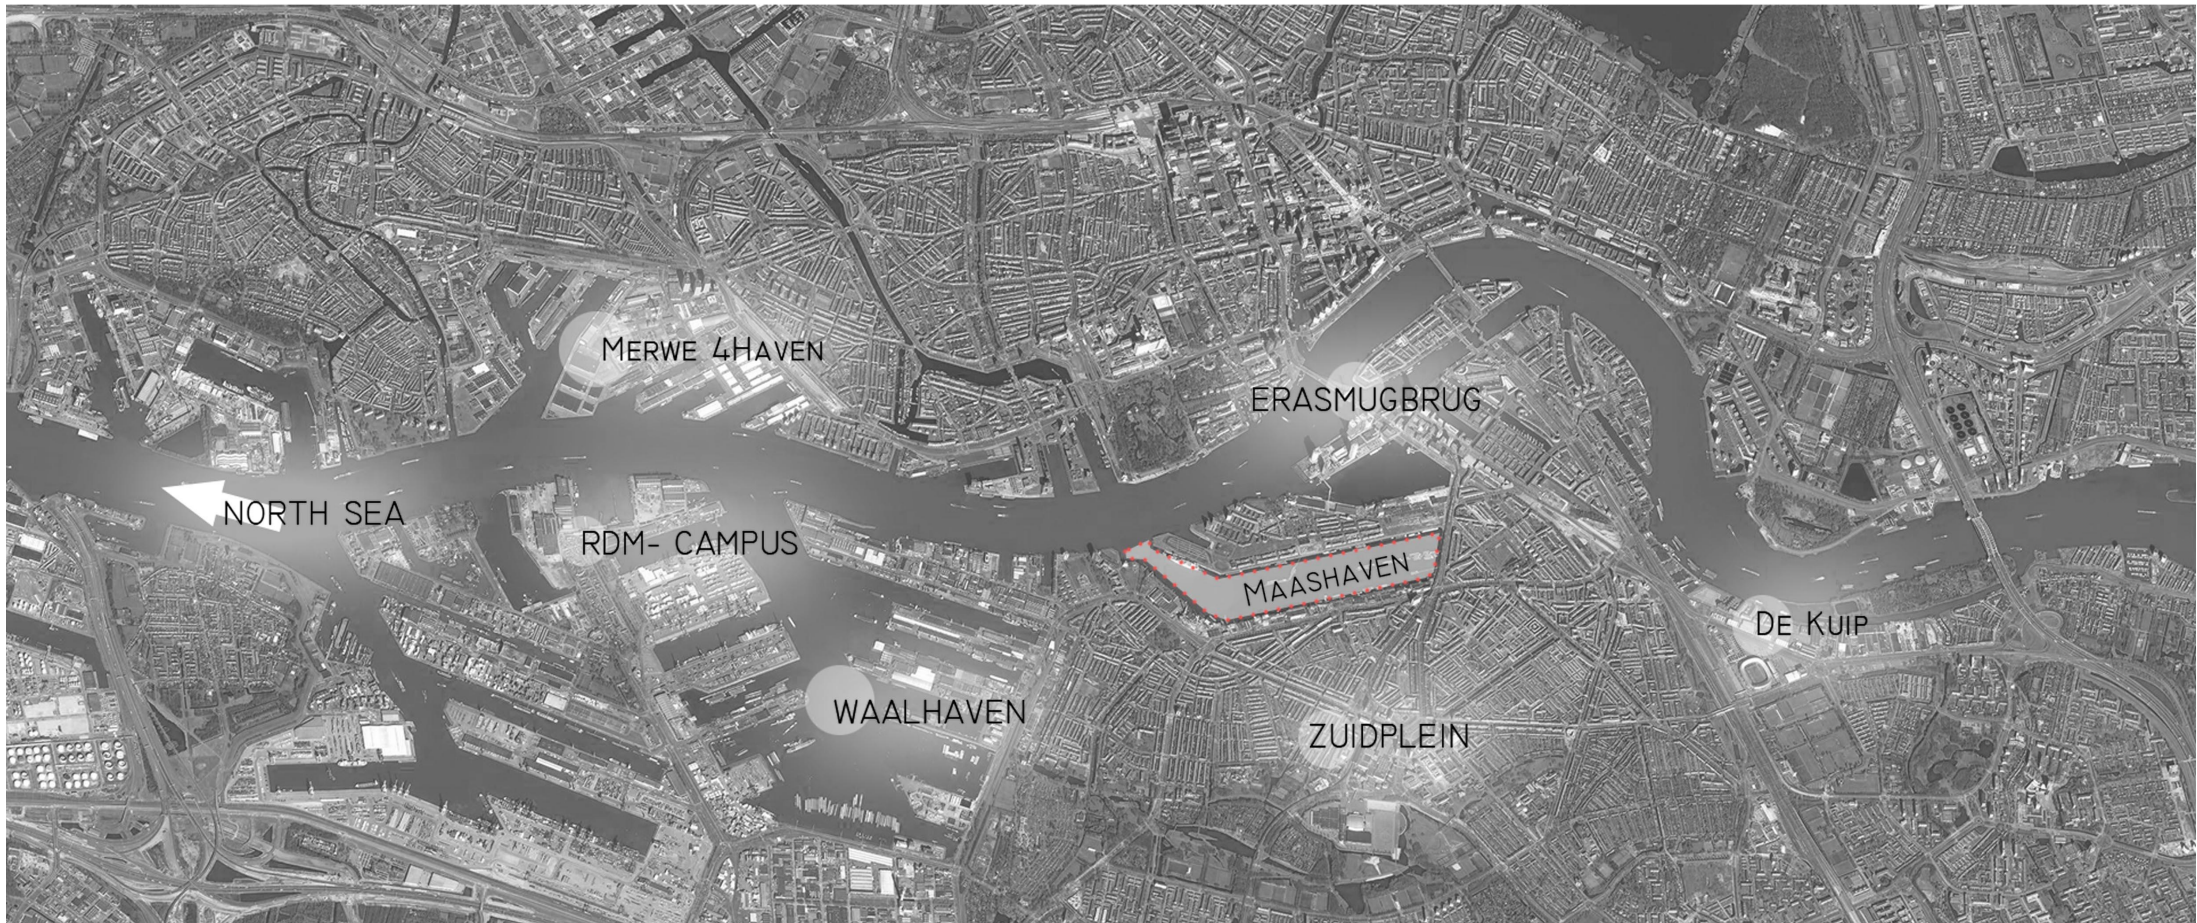 Merwe 4Haven
ERASMUGBRUG
NORTH SEA
RDM- CAMPUS
MAASHAVEN
De Kuip
WAALHAVEN
ZUIDPLEIN